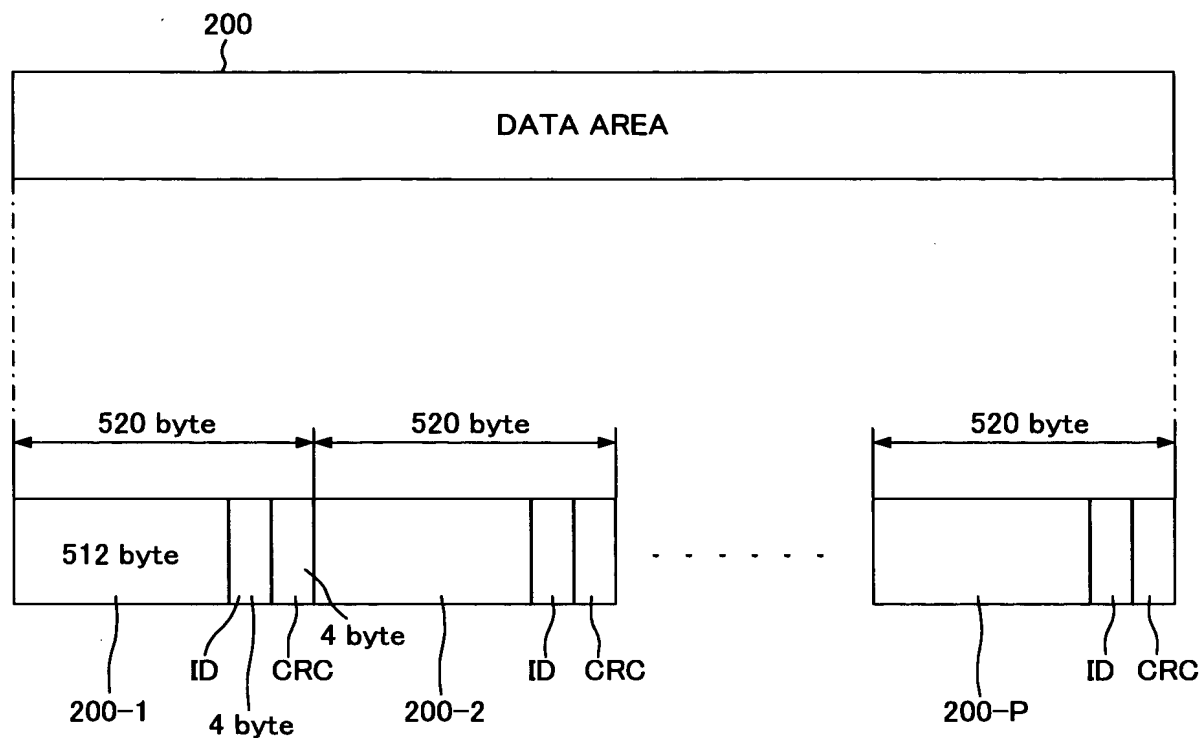 200
DATA AREA
520 byte 520 byte 520 byte
512 byte
4 byte
ID CRC ID CRC ID CRC
200-1 4 byte 200-2 200-P